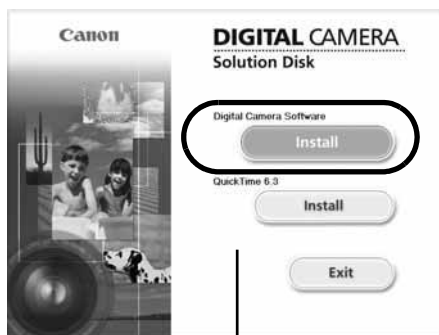 Canon
DIGITAL CAMERA
Solution Disk
Digital Camera Software
Install
QuickTime 6.3
Install
Exit